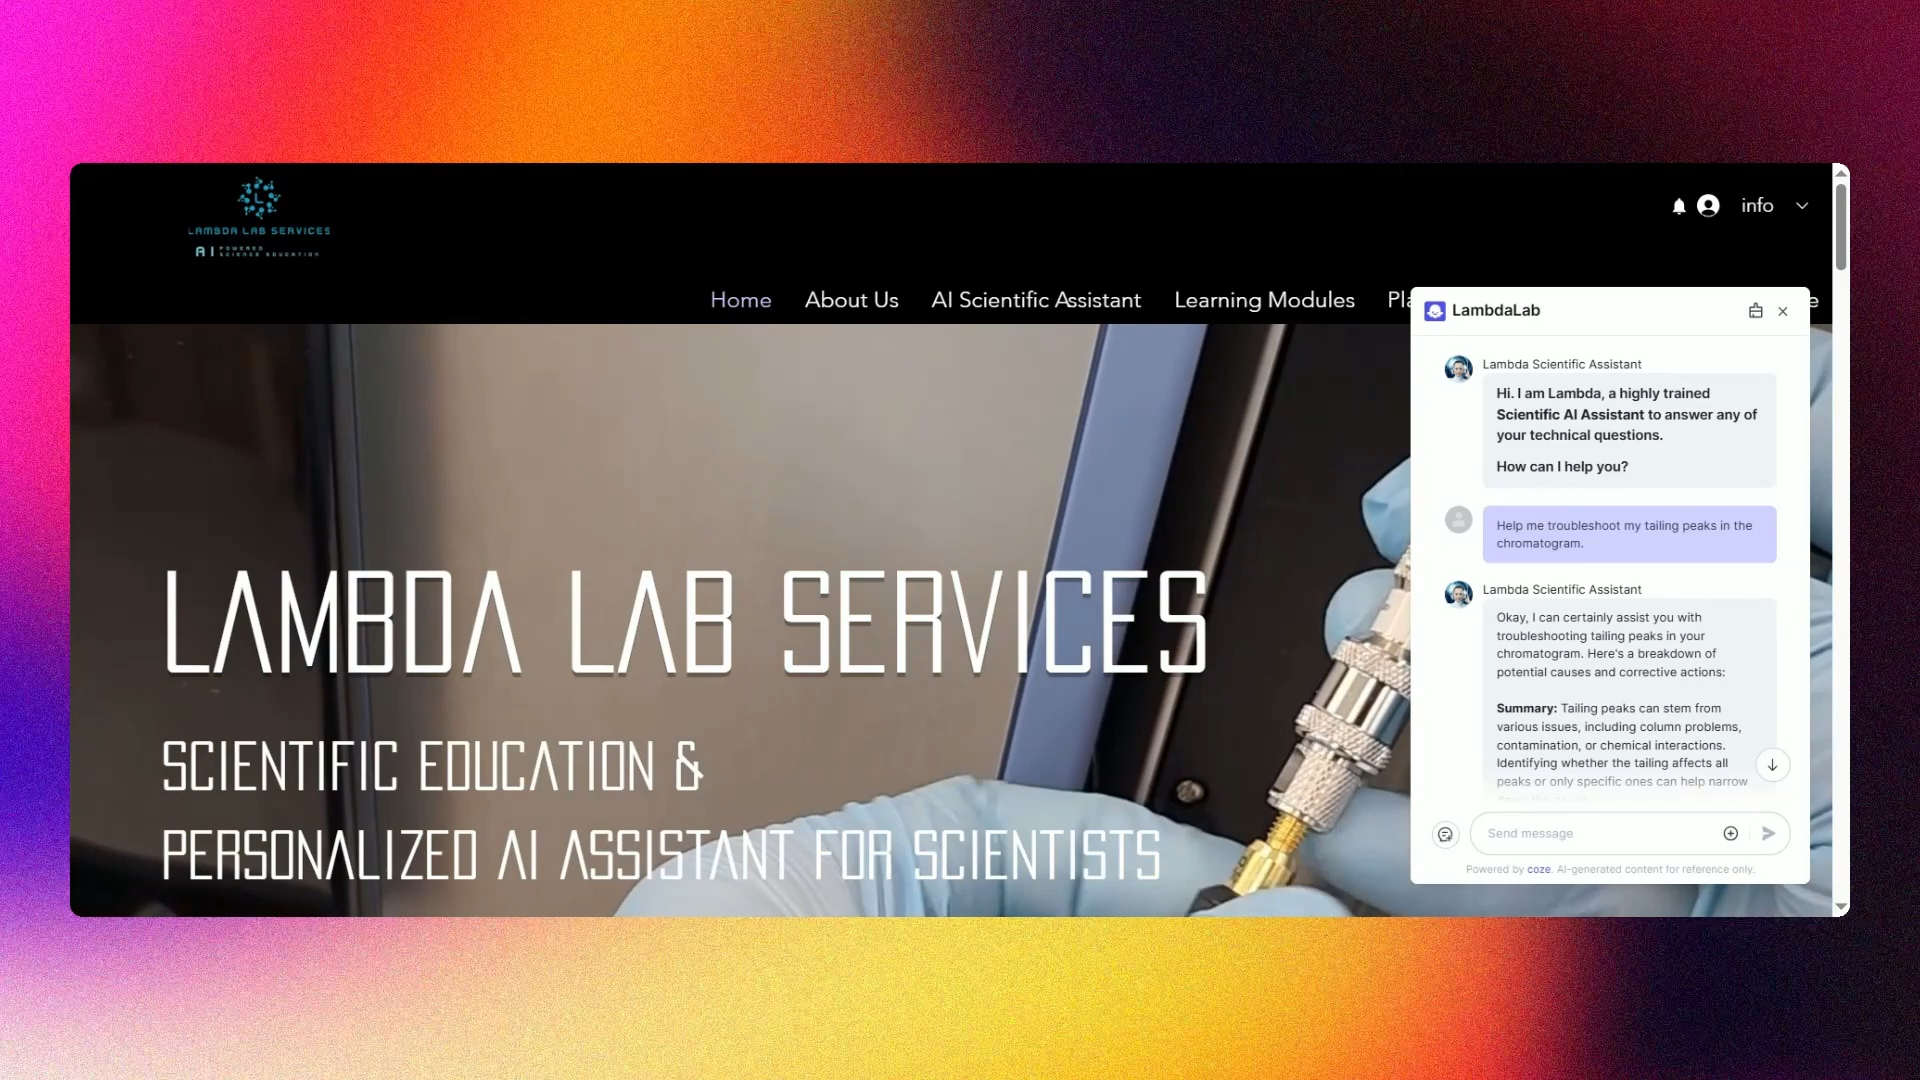 L
LAMBDA LAB SERVICES
AI POWERED
SCIENCE EDUCATION
info
Home About Us AI Scientific Assistant Learning Modules Pl e
LAMBDA LAB SERVICES
SCIENTIFIC EDUCATION &
PERSONALIZED AI ASSISTANT FOR SCIENTISTS
LambdaLab
Lambda Scientific Assistant
Hi. I am Lambda, a highly trained
Scientific AI Assistant to answer any of
your technical questions.
How can I help you?
Help me troubleshoot my tailing peaks in the
chromatogram.
Lambda Scientific Assistant
Okay, I can certainly assist you with
troubleshooting tailing peaks in your
chromatogram. Here's a breakdown of
potential causes and corrective actions:
Summary: Tailing peaks can stem from
various issues, including column problems,
contamination, or chemical interactions.
Identifying whether the tailing affects all
peaks or only specific ones can help narrow
Send message
Powered by coze. AI-generated content for reference only.